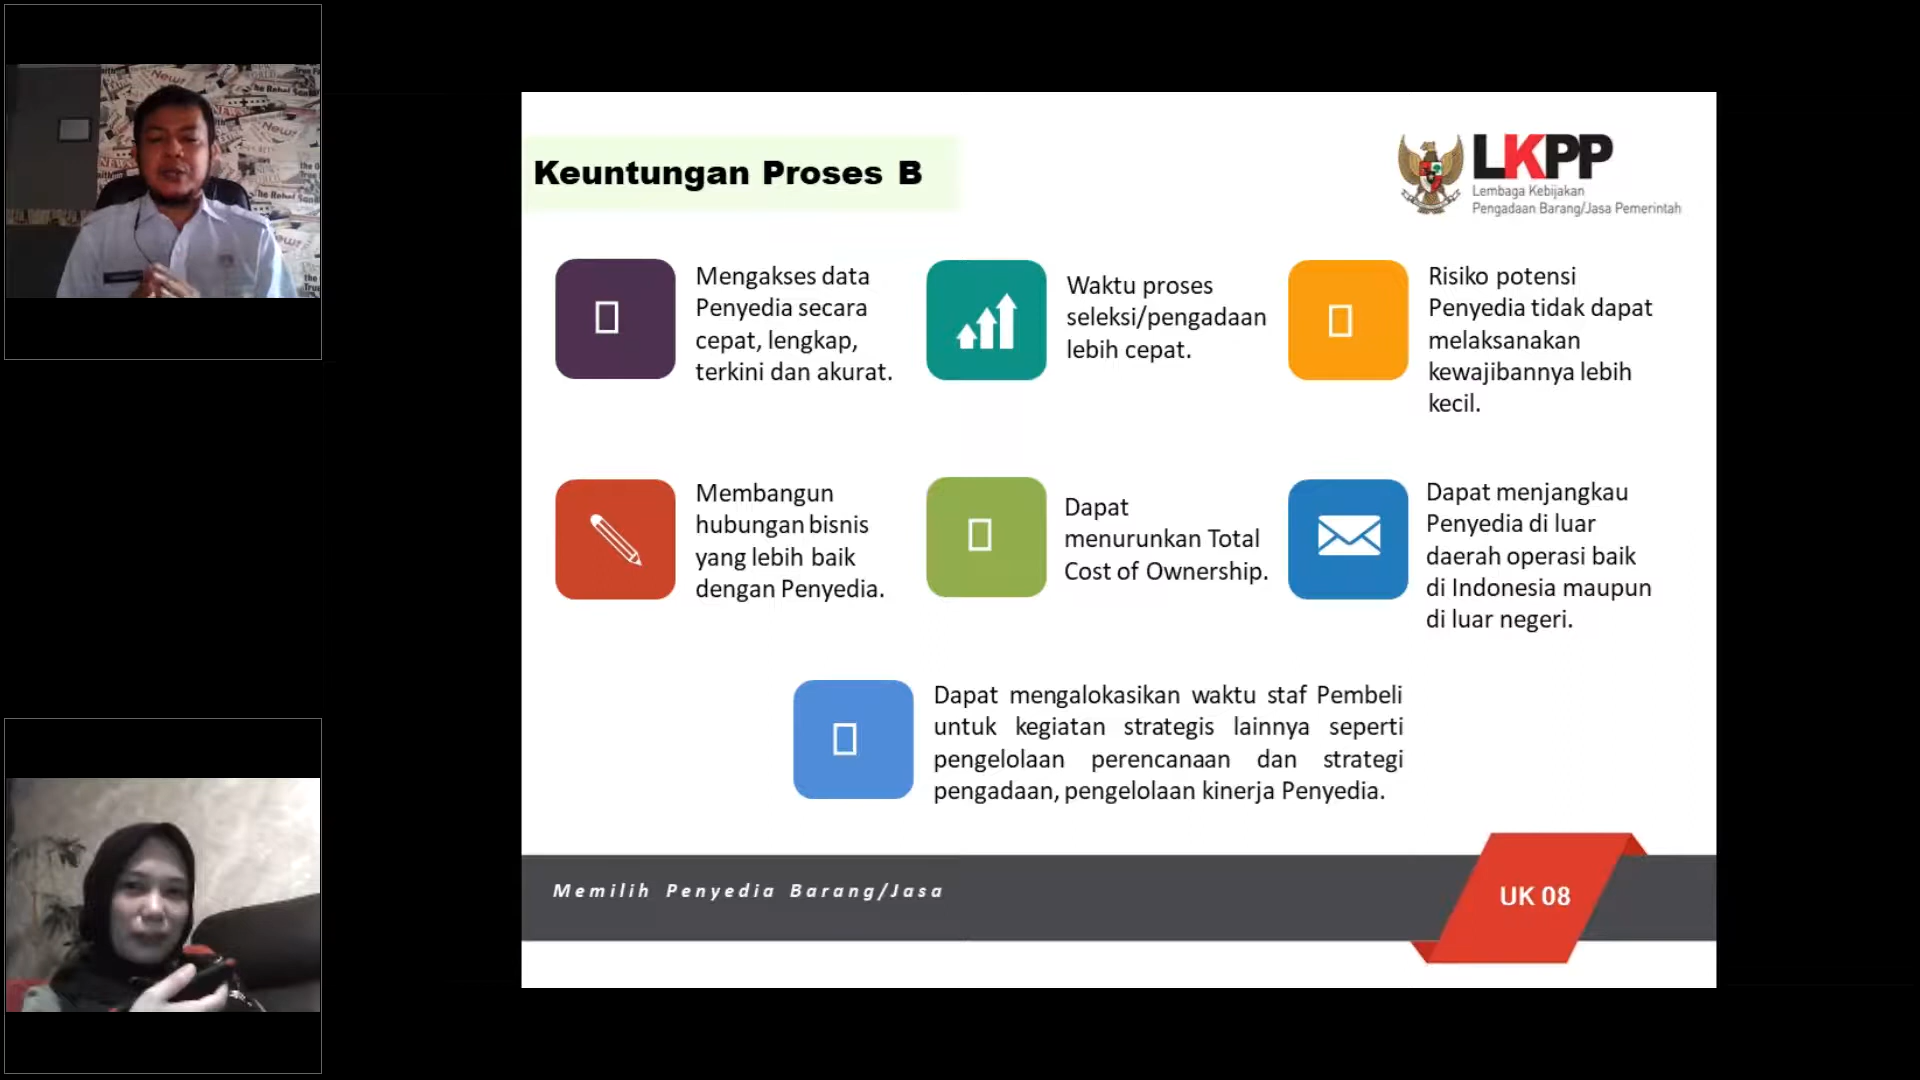 Keuntungan Proses B
LKPP
Lembaga Kebijakan
Pengadaan Barang/Jasa Pemerintah
Mengakses data
Penyedia secara
cepat, lengkap,
terkini dan akurat.
Waktu proses
seleksi/pengadaan
lebih cepat.
Risiko potensi
Penyedia tidak dapat
melaksanakan
kewajibannya lebih
kecil.
Membangun
hubungan bisnis
yang lebih baik
dengan Penyedia.
Dapat
menurunkan Total
Cost of Ownership.
Dapat menjangkau
Penyedia di luar
daerah operasi baik
di Indonesia maupun
di luar negeri.
Dapat mengalokasikan waktu staf Pembeli
untuk kegiatan strategis lainnya seperti
pengelolaan perencanaan dan strategi
pengadaan, pengelolaan kinerja Penyedia.
Memilih Penyedia Barang/Jasa
UK 08